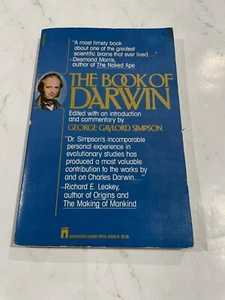 "A most timely book
about one of the greatest
scientific brains that ever lived..."
—Desmond Morris,
author of The Naked Ape
THE BOOK OF
DARWIN
Edited with an introduction
and commentary by
GEORGE GAYLORD SIMPSON
"Dr. Simpson's incomparable
personal experience in
evolutionary studies has
produced a most valuable
contribution to the works by
and on Charles Darwin..."
—Richard E. Leakey,
author of Origins and
The Making of Mankind